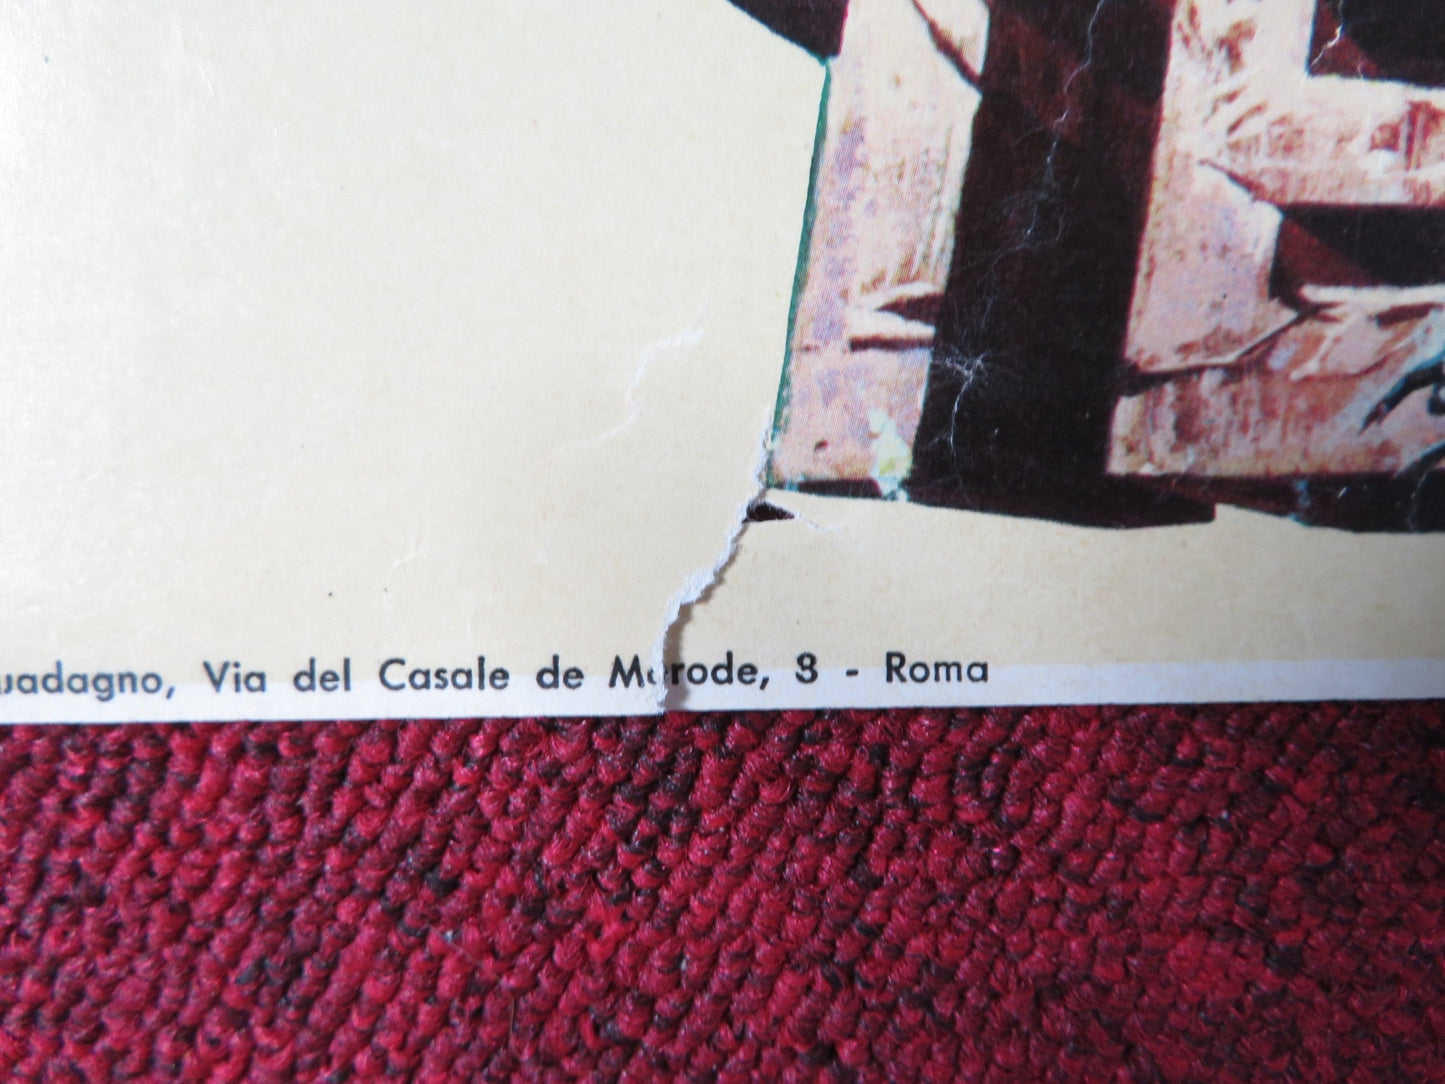 uadagno, Via del Casale de Merode, 8 - Roma